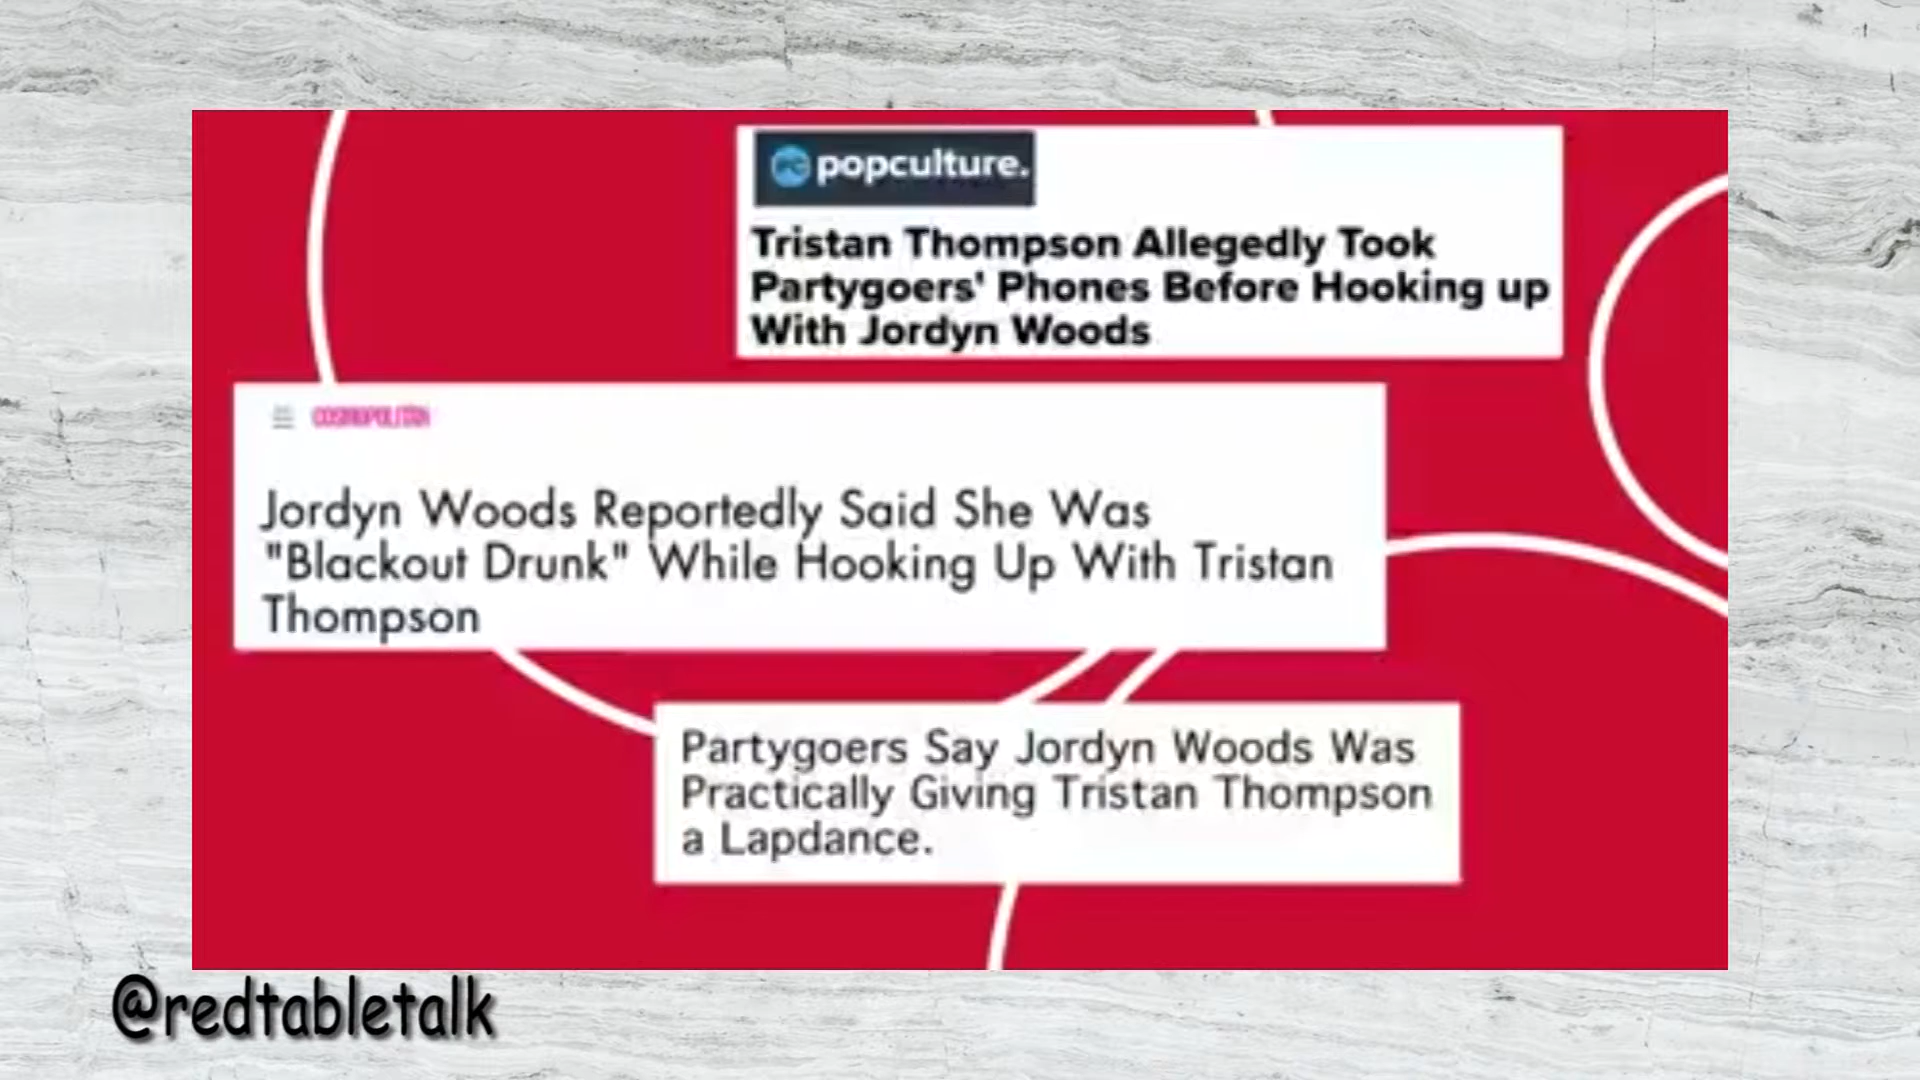 popculture.
Tristan Thompson Allegedly Took
Partygoers' Phones Before Hooking up
With Jordyn Woods
COSMOPOLITAN
Jordyn Woods Reportedly Said She Was
"Blackout Drunk" While Hooking Up With Tristan
Thompson
Partygoers Say Jordyn Woods Was
Practically Giving Tristan Thompson
a Lapdance.
@redtabletalk